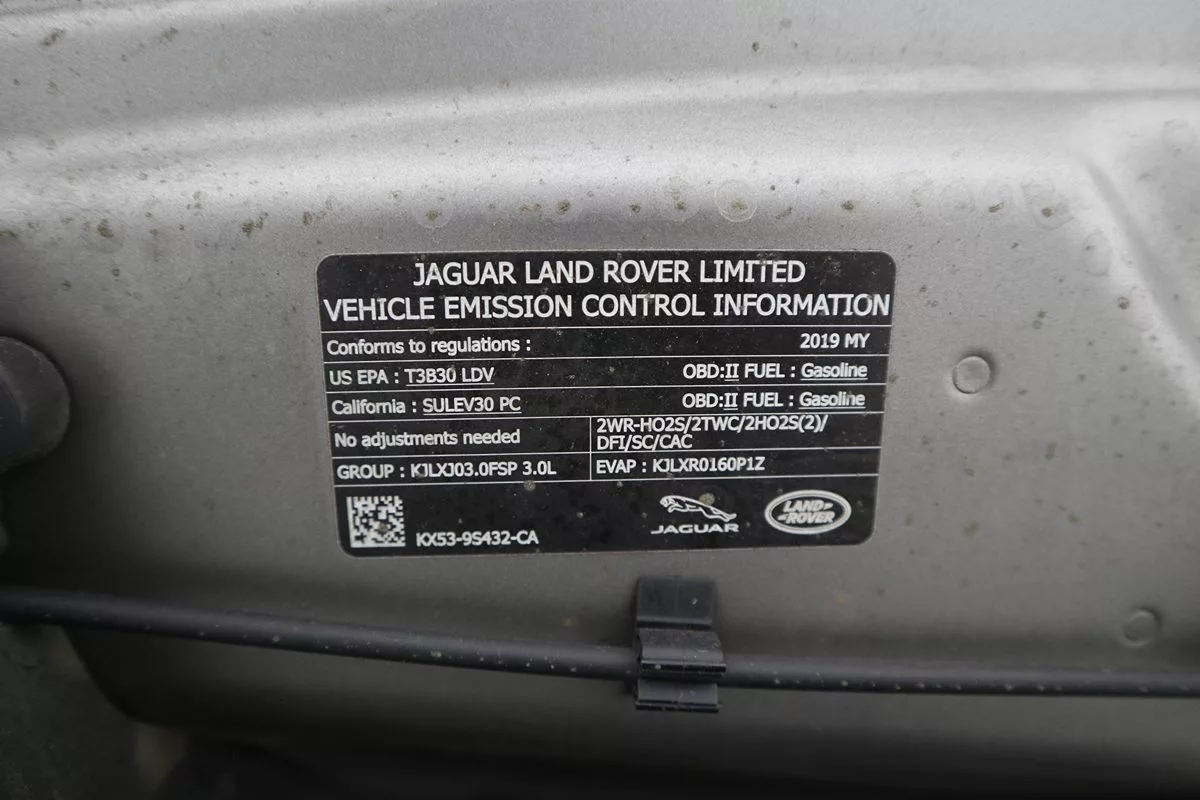 JAGUAR LAND ROVER LIMITED
VEHICLE EMISSION CONTROL INFORMATION
Conforms to regulations : 2019 MY
US EPA : T3B30 LDV OBD:II FUEL : Gasoline
California : SULEV30 PC OBD:II FUEL : Gasoline
No adjustments needed
2WR-HO2S/2TWC/2HO2S(2)/
DFI/SC/CAC
GROUP : KJLXJ03.0FSP 3.0L EVAP : KJLXR0160P1Z
KX53-9S432-CA
JAGUAR
LAND-
-ROVER